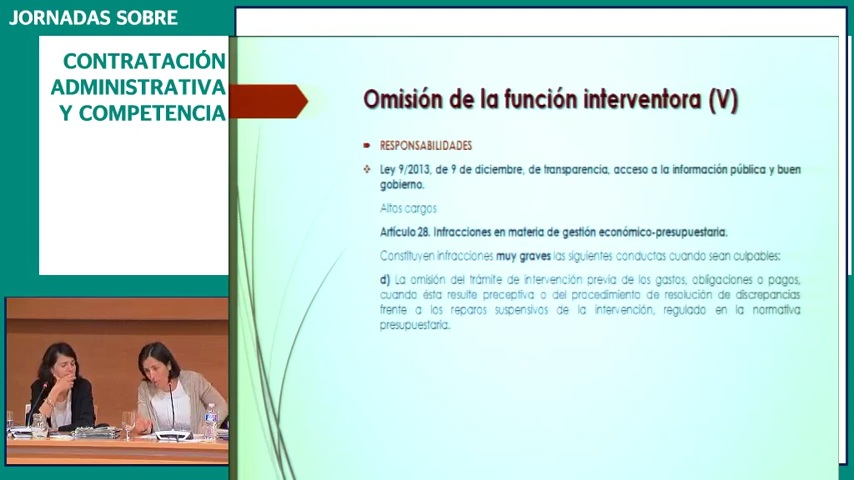 JORNADAS SOBRE
CONTRATACIÓN
ADMINISTRATIVA
Y COMPETENCIA
Omisión de la función interventora (V)
RESPONSABILIDADES
Ley 9/2013, de 9 de diciembre, de transparencia, acceso a la información pública y buen
gobierno.
Altos cargos
Artículo 28. Infracciones en materia de gestión económico-presupuestaria.
Constituyen infracciones muy graves las siguientes conductas cuando sean culpables:
d) La omisión del trámite de intervención previa de los gastos, obligaciones o pagos,
cuando ésta resulte preceptiva o del procedimiento de resolución de discrepancias
frente a los reparos suspensivos de la intervención, regulado en la normativa
presupuestaria.